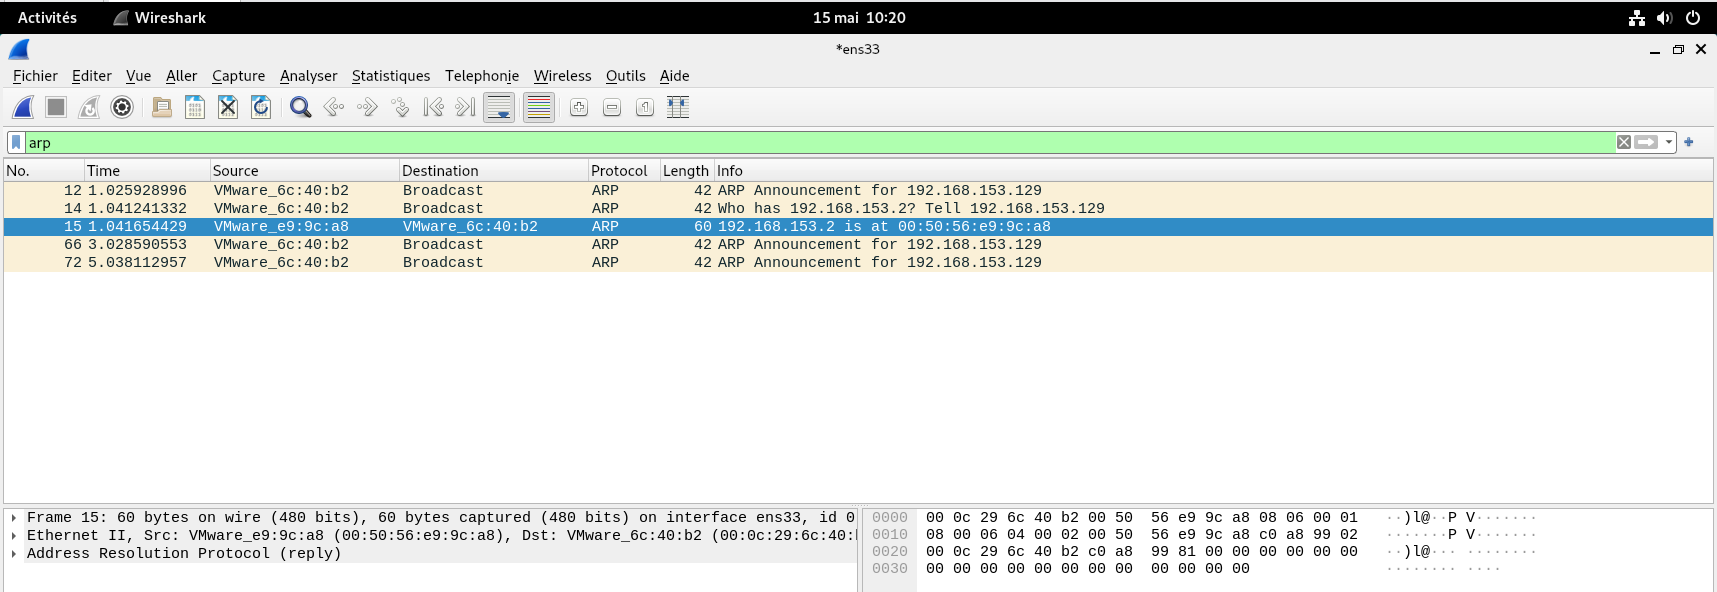 Activités Wireshark 15 mai 10:20
*ens33
Fichier Editer Vue Aller Capture Analyser Statistiques Telephonie Wireless Outils Aide
arp
No. Time Source Destination Protocol Length Info
12 1.025928996 VMware_6c:40:b2 Broadcast ARP 42 ARP Announcement for 192.168.153.129
14 1.041241332 VMware_6c:40:b2 Broadcast ARP 42 Who has 192.168.153.2? Tell 192.168.153.129
15 1.041654429 VMware_e9:9c:a8 VMware_6c:40:b2 ARP 60 192.168.153.2 is at 00:50:56:e9:9c:a8
66 3.028590553 VMware_6c:40:b2 Broadcast ARP 42 ARP Announcement for 192.168.153.129
72 5.038112957 VMware_6c:40:b2 Broadcast ARP 42 ARP Announcement for 192.168.153.129
Frame 15: 60 bytes on wire (480 bits), 60 bytes captured (480 bits) on interface ens33, id 0
Ethernet II, Src: VMware_e9:9c:a8 (00:50:56:e9:9c:a8), Dst: VMware_6c:40:b2 (00:0c:29:6c:40:
Address Resolution Protocol (reply)
0000 00 0c 29 6c 40 b2 00 50 56 e9 9c a8 08 06 00 01 ··)l@··P V·······
0010 08 00 06 04 00 02 00 50 56 e9 9c a8 c0 a8 99 02 ·······P V·······
0020 00 0c 29 6c 40 b2 c0 a8 99 81 00 00 00 00 00 00 ··)l@··· ········
0030 00 00 00 00 00 00 00 00 00 00 00 00 ········ ····